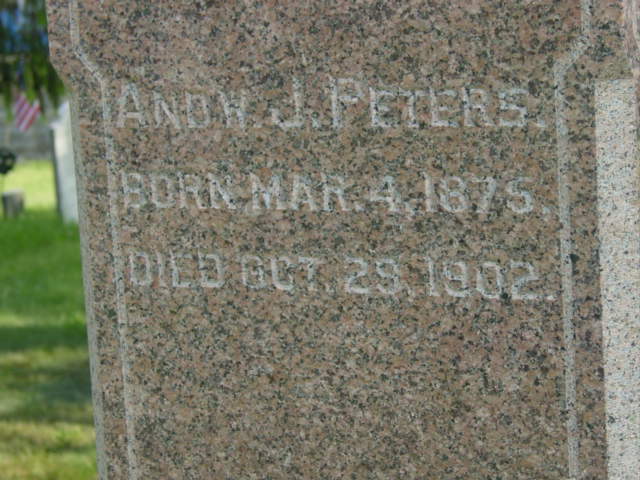 ANDW. J. PETERS.
BORN MAR. 4, 1875.
DIED OCT. 29, 1902.